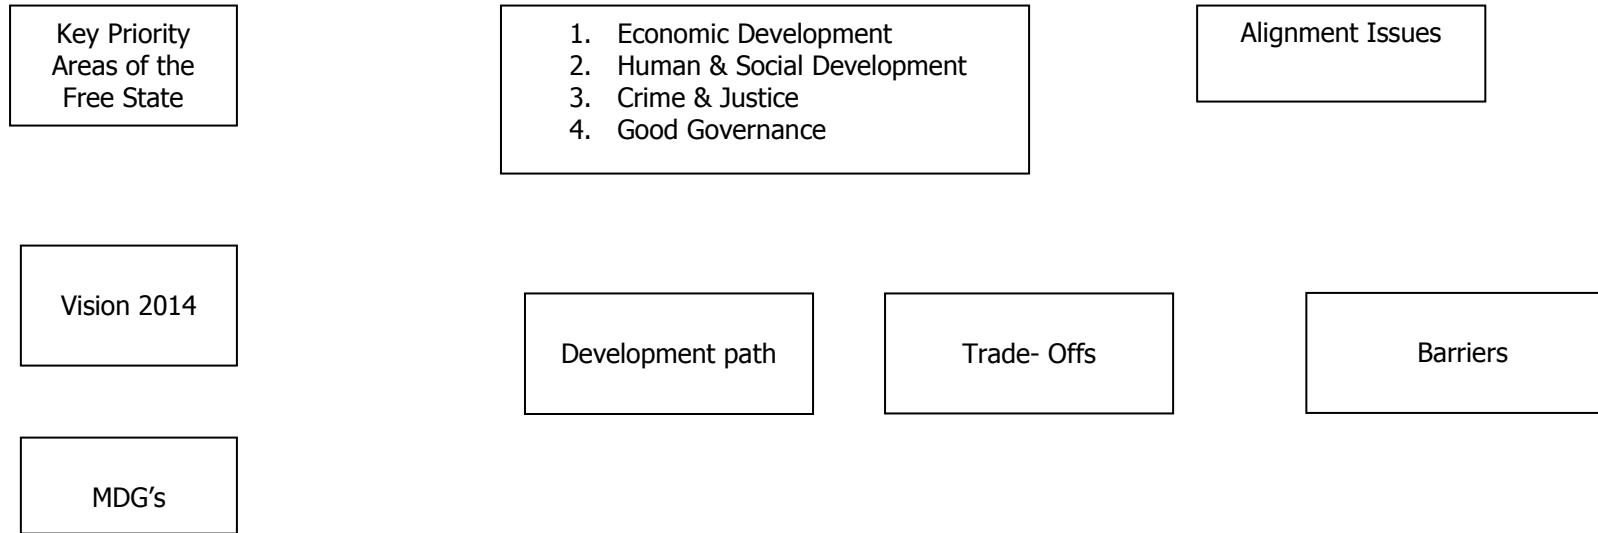 Key Priority
Areas of the
Free State
1. Economic Development
2. Human & Social Development
3. Crime & Justice
4. Good Governance
Alignment Issues
Vision 2014
Development path
Trade- Offs
Barriers
MDG’s